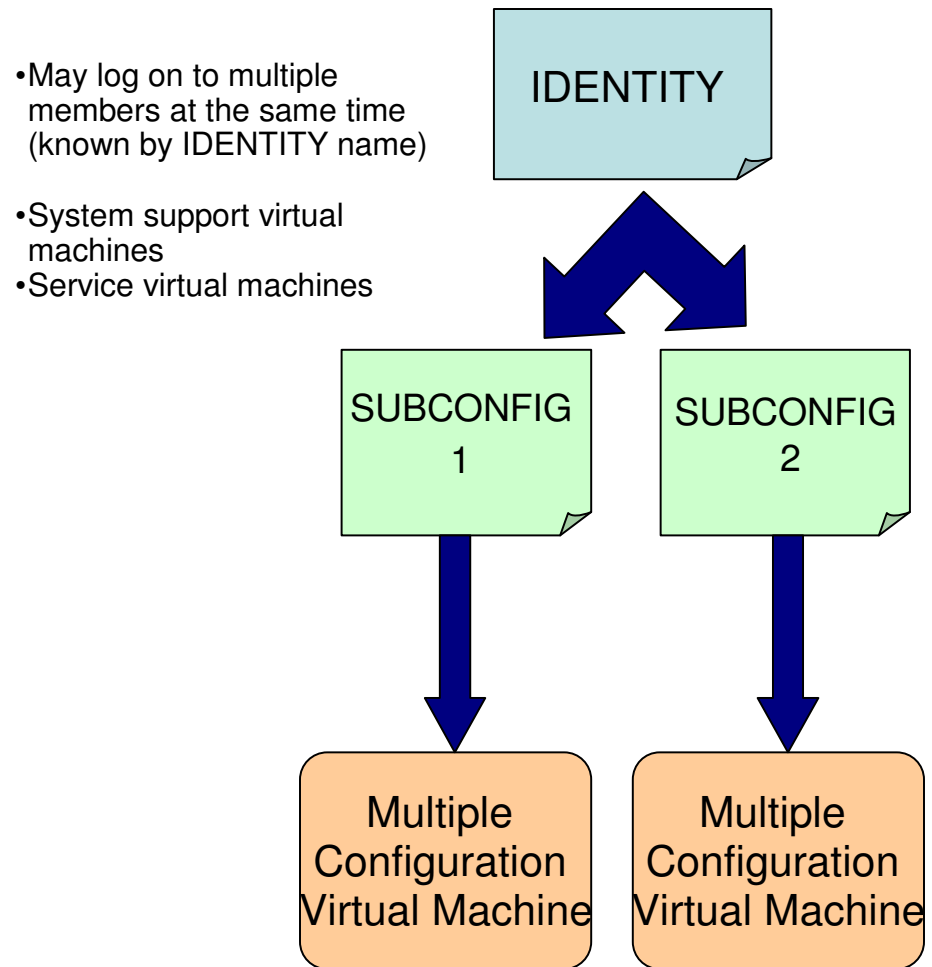 •May log on to multiple
members at the same time
(known by IDENTITY name)
•System support virtual
machines
•Service virtual machines
IDENTITY
SUBCONFIG
1
SUBCONFIG
2
Multiple
Configuration
Virtual Machine
Multiple
Configuration
Virtual Machine